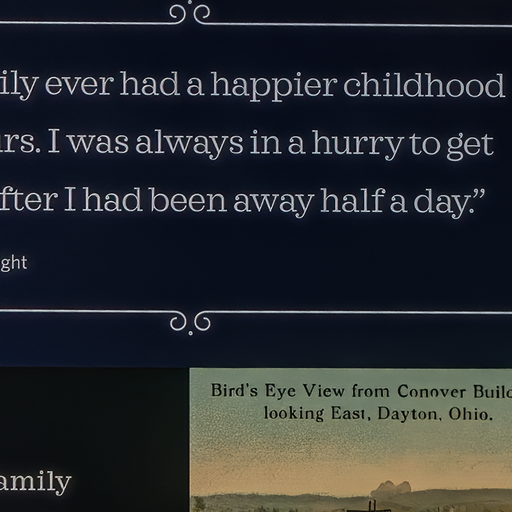 ily ever had a happier childhood
rs. I was always in a hurry to get
fter I had been away half a day.”
ght
Bird's Eye View from Conover Build
looking East, Dayton, Ohio.
amily